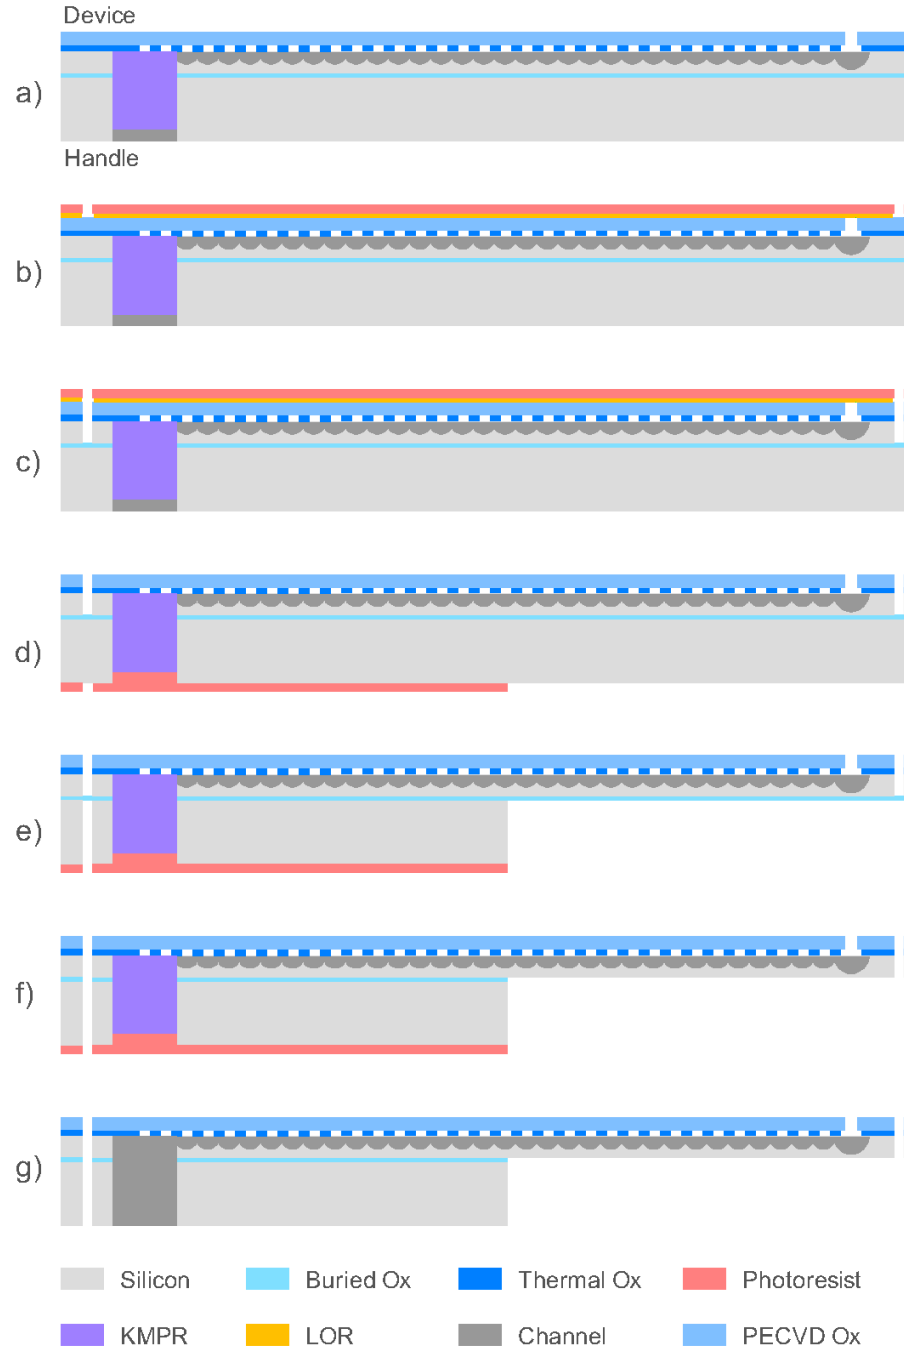 Device
a)
Handle
b)
c)
d)
e)
f)
g)
Silicon
Buried Ox
Thermal Ox
Photoresist
KMPR
LOR
Channel
PECVD Ox